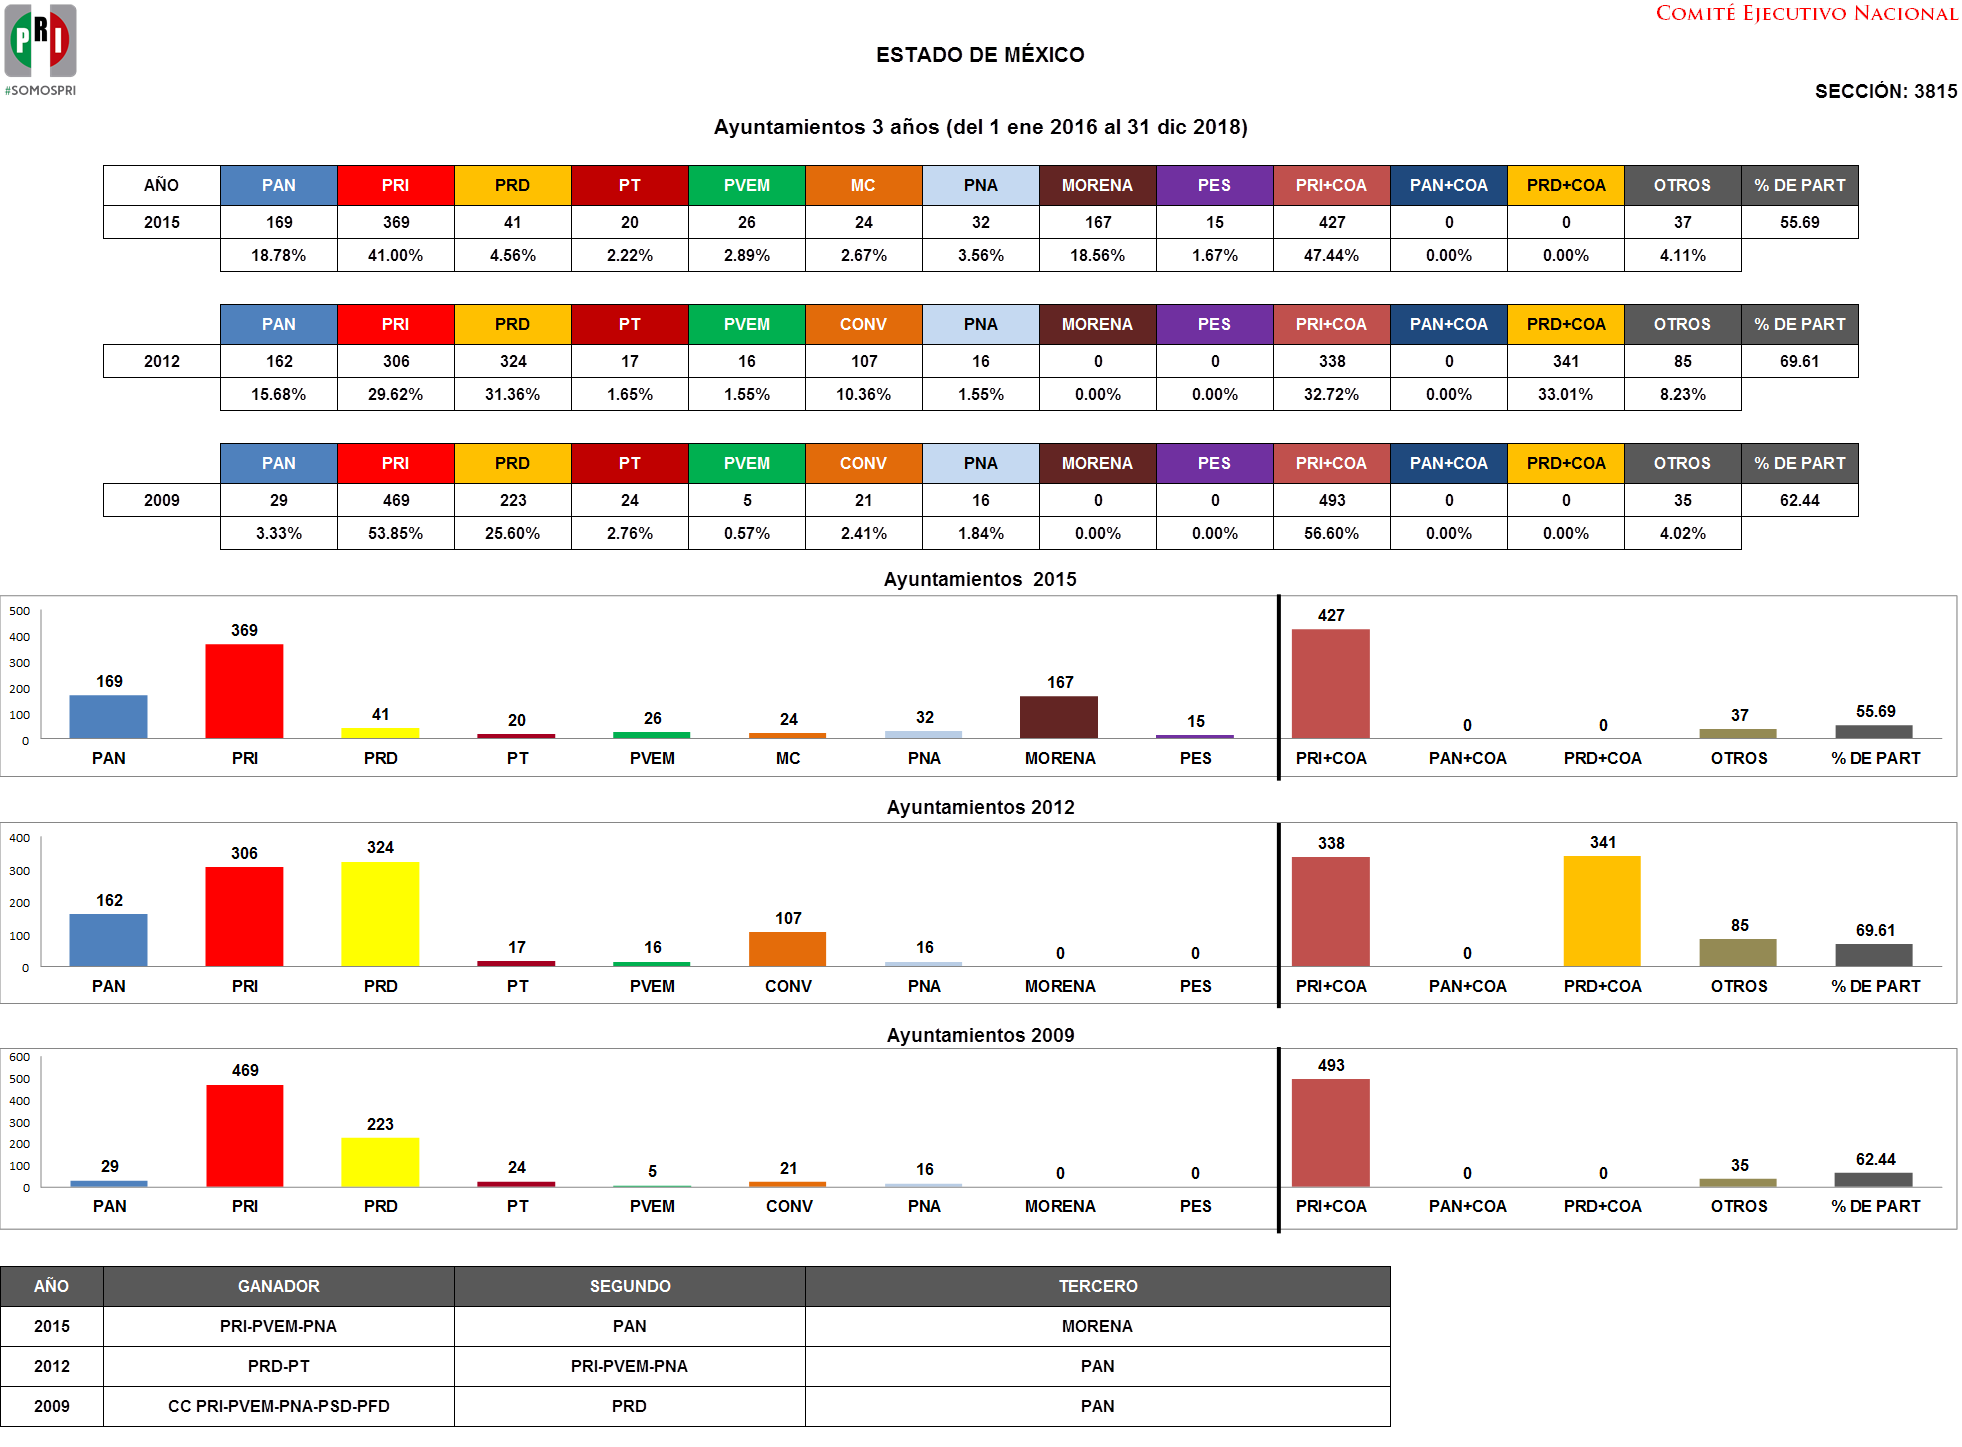 PRI
#SOMOSPRI
COMITÉ EJECUTIVO NACIONAL
ESTADO DE MÉXICO
SECCIÓN: 3815
Ayuntamientos 3 años (del 1 ene 2016 al 31 dic 2018)
AÑO PAN PRI PRD PT PVEM MC PNA MORENA PES PRI+COA PAN+COA PRD+COA OTROS % DE PART
2015 169 369 41 20 26 24 32 167 15 427 0 0 37 55.69
18.78% 41.00% 4.56% 2.22% 2.89% 2.67% 3.56% 18.56% 1.67% 47.44% 0.00% 0.00% 4.11%
PAN PRI PRD PT PVEM CONV PNA MORENA PES PRI+COA PAN+COA PRD+COA OTROS % DE PART
2012 162 306 324 17 16 107 16 0 0 338 0 341 85 69.61
15.68% 29.62% 31.36% 1.65% 1.55% 10.36% 1.55% 0.00% 0.00% 32.72% 0.00% 33.01% 8.23%
PAN PRI PRD PT PVEM CONV PNA MORENA PES PRI+COA PAN+COA PRD+COA OTROS % DE PART
2009 29 469 223 24 5 21 16 0 0 493 0 0 35 62.44
3.33% 53.85% 25.60% 2.76% 0.57% 2.41% 1.84% 0.00% 0.00% 56.60% 0.00% 0.00% 4.02%
Ayuntamientos 2015
500
400
300
200
100
0
169 369 41 20 26 24 32 167 15 427 0 0 37 55.69
PAN PRI PRD PT PVEM MC PNA MORENA PES PRI+COA PAN+COA PRD+COA OTROS % DE PART
Ayuntamientos 2012
400
300
200
100
0
162 306 324 17 16 107 16 0 0 338 0 341 85 69.61
PAN PRI PRD PT PVEM CONV PNA MORENA PES PRI+COA PAN+COA PRD+COA OTROS % DE PART
Ayuntamientos 2009
600
500
400
300
200
100
0
29 469 223 24 5 21 16 0 0 493 0 0 35 62.44
PAN PRI PRD PT PVEM CONV PNA MORENA PES PRI+COA PAN+COA PRD+COA OTROS % DE PART
AÑO GANADOR SEGUNDO TERCERO
2015 PRI-PVEM-PNA PAN MORENA
2012 PRD-PT PRI-PVEM-PNA PAN
2009 CC PRI-PVEM-PNA-PSD-PFD PRD PAN